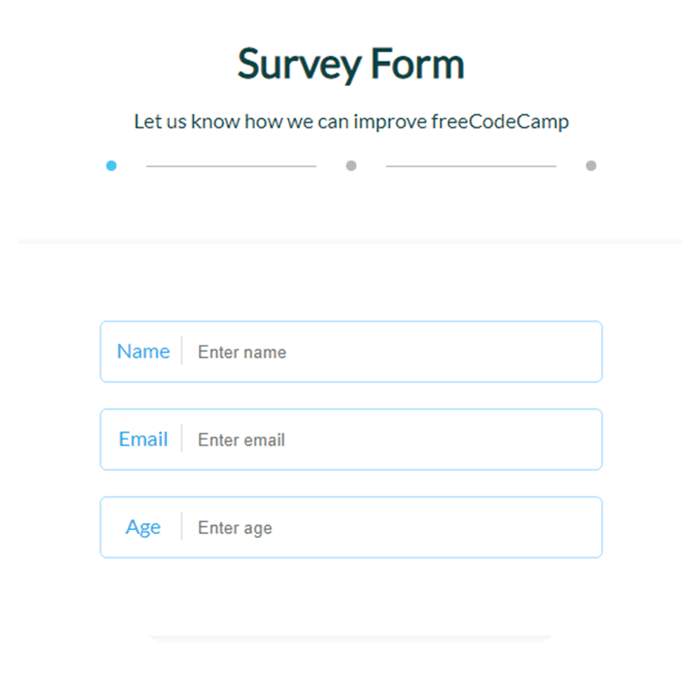 Survey Form
Let us know how we can improve freeCodeCamp
Name Enter name
Email Enter email
Age Enter age